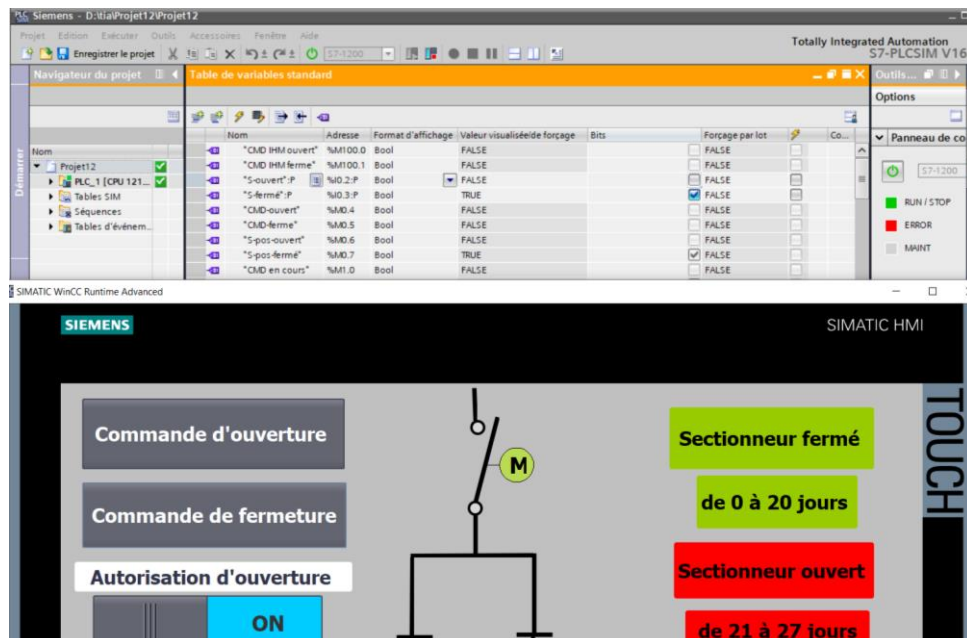 Siemens - D:\tia\Projet12\Projet12
Projet Edition Exécuter Outils Accessoires Fenêtre Aide
Totally Integrated Automation
Enregistrer le projet S7-1200 S7-PLCSIM V16
Navigateur du projet Table de variables standard Outils...
Options
Nom Adresse Format d'affichage Valeur visualisée/de forçage Bits Forçage par lot Co...
Démarrer
Nom
Projet12
PLC_1 [CPU 121...
Tables SIM
Séquences
Tables d'événem...
"CMD IHM ouvert" %M100.0 Bool FALSE FALSE
"CMD IHM ferme" %M100.1 Bool FALSE FALSE
"S-ouvert":P %I0.2:P Bool FALSE FALSE
"S-fermé":P %I0.3:P Bool TRUE FALSE
"CMD-ouvert" %M0.4 Bool FALSE FALSE
"CMD-ferme" %M0.5 Bool FALSE FALSE
"S-pos-ouvert" %M0.6 Bool FALSE FALSE
"S-pos-fermé" %M0.7 Bool TRUE FALSE
"CMD en cours" %M1.0 Bool FALSE FALSE
Panneau de co
S7-1200
RUN / STOP
ERROR
MAINT
SIMATIC WinCC Runtime Advanced
SIEMENS
SIMATIC HMI
TOUCH
Commande d'ouverture
Commande de fermeture
Autorisation d'ouverture
ON
M
Sectionneur fermé
de 0 à 20 jours
Sectionneur ouvert
de 21 à 27 jours